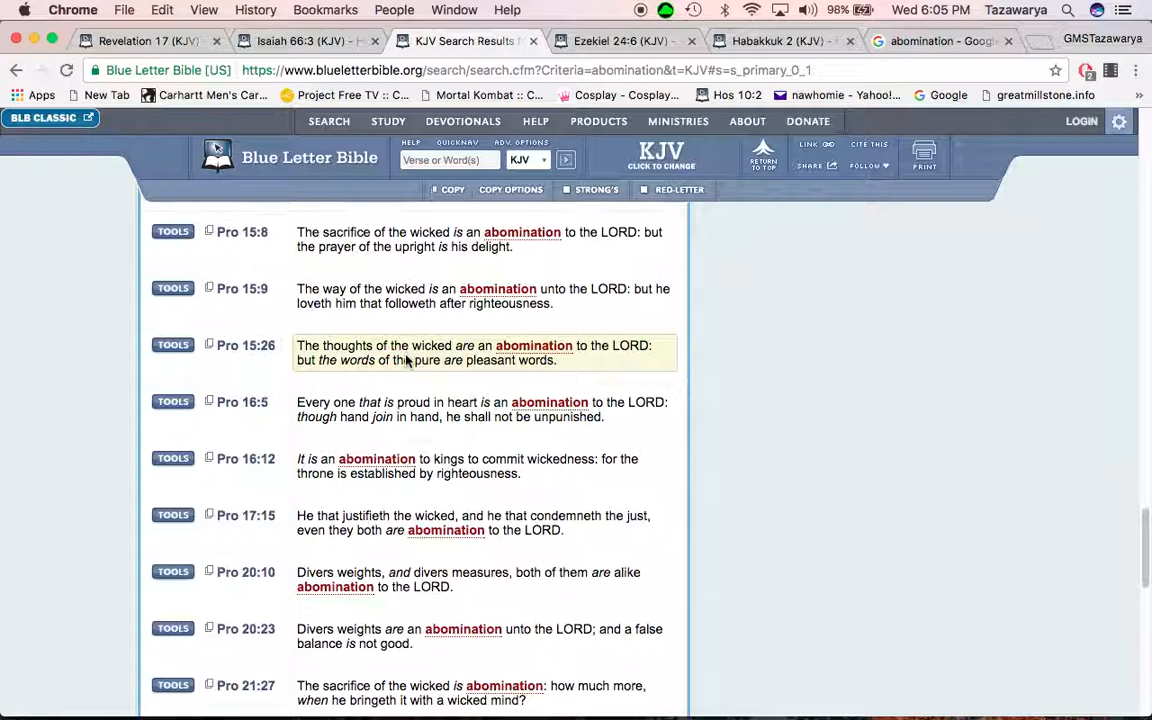 Chrome File Edit View History Bookmarks People Window Help 98% Wed 6:05 PM Tazawarya
Revelation 17 (KJV) - Isaiah 66:3 (KJV) - H KJV Search Results f Ezekiel 24:6 (KJV) - Habakkuk 2 (KJV) - H abomination - Google GMSTazawarya
Blue Letter Bible [US] https://www.blueletterbible.org/search/search.cfm?Criteria=abomination&t=KJV#s=s_primary_0_1 2
Apps New Tab Carhartt Men's Car... Project Free TV :: C... Mortal Kombat :: C... Cosplay - Cosplay... Hos 10:2 nawhomie - Yahoo!... Google greatmillstone.info »
BLB CLASSIC SEARCH STUDY DEVOTIONALS HELP PRODUCTS MINISTRIES ABOUT DONATE LOGIN
HELP QUICKNAV ADV. OPTIONS
Blue Letter Bible Verse or Word(s) KJV KJV CLICK TO CHANGE RETURN TO TOP LINK CITE THIS SHARE FOLLOW PRINT
COPY COPY OPTIONS STRONG'S RED-LETTER
TOOLS Pro 15:8 The sacrifice of the wicked is an abomination to the LORD: but
the prayer of the upright is his delight.
TOOLS Pro 15:9 The way of the wicked is an abomination unto the LORD: but he
loveth him that followeth after righteousness.
TOOLS Pro 15:26 The thoughts of the wicked are an abomination to the LORD:
but the words of the pure are pleasant words.
TOOLS Pro 16:5 Every one that is proud in heart is an abomination to the LORD:
though hand join in hand, he shall not be unpunished.
TOOLS Pro 16:12 It is an abomination to kings to commit wickedness: for the
throne is established by righteousness.
TOOLS Pro 17:15 He that justifieth the wicked, and he that condemneth the just,
even they both are abomination to the LORD.
TOOLS Pro 20:10 Divers weights, and divers measures, both of them are alike
abomination to the LORD.
TOOLS Pro 20:23 Divers weights are an abomination unto the LORD; and a false
balance is not good.
TOOLS Pro 21:27 The sacrifice of the wicked is abomination: how much more,
when he bringeth it with a wicked mind?